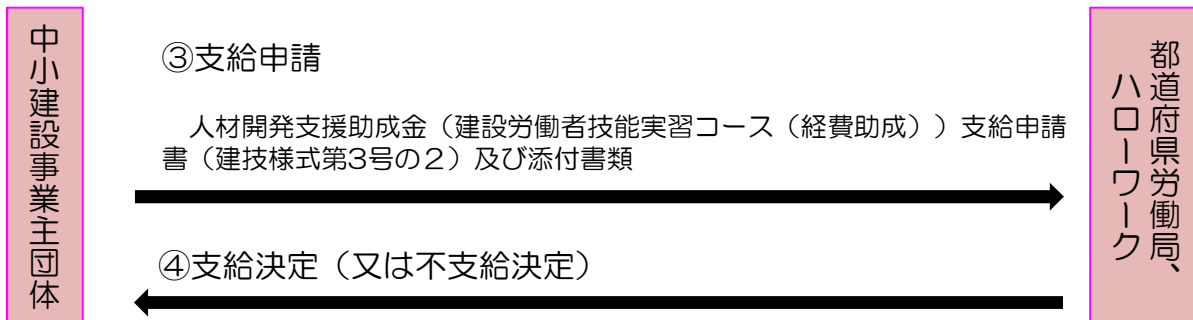 中小建設事業主団体
③支給申請
人材開発支援助成金（建設労働者技能実習コース（経費助成））支給申請
書（建技様式第3号の２）及び添付書類
④支給決定（又は不支給決定）
都道府県労働局、
ハローワーク